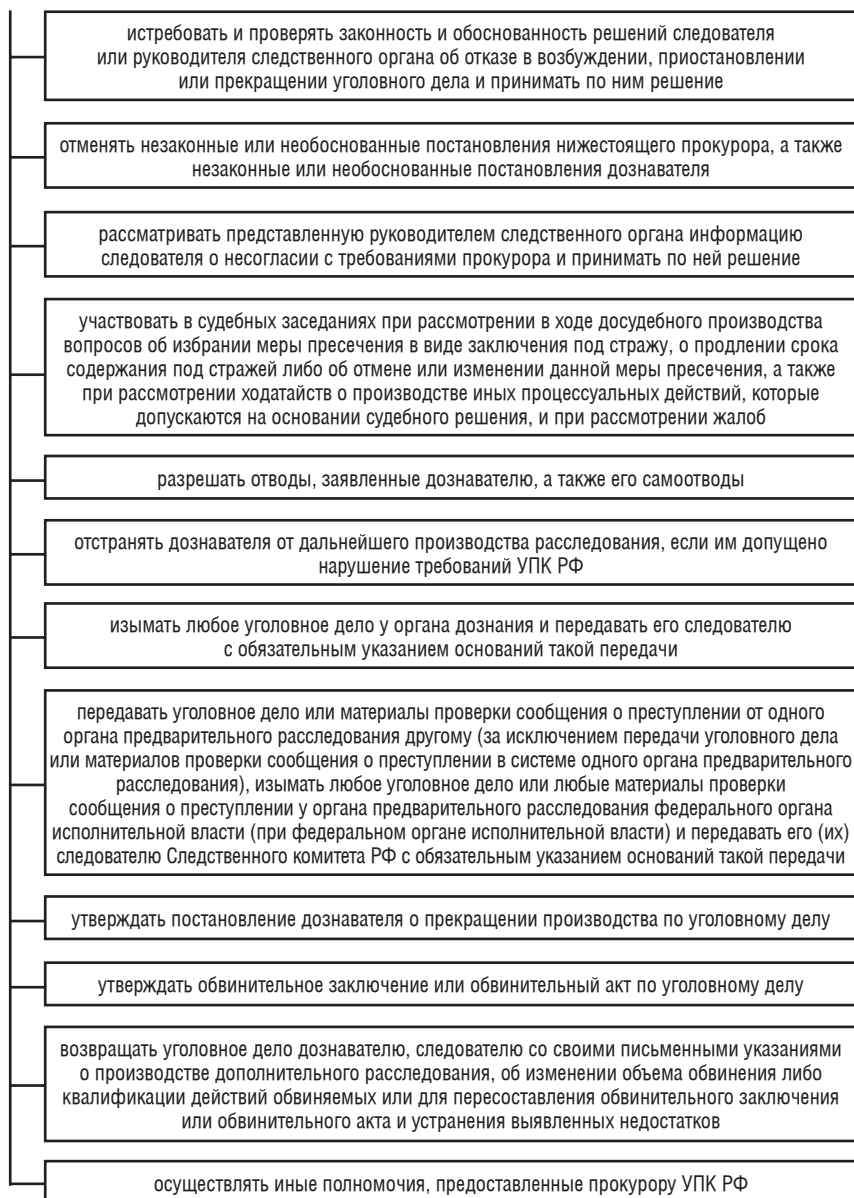 истребовать и проверять законность и обоснованность решений следователя
или руководителя следственного органа об отказе в возбуждении, приостановлении
или прекращении уголовного дела и принимать по ним решение
отменять незаконные или необоснованные постановления нижестоящего прокурора, а также
незаконные или необоснованные постановления дознавателя
рассматривать представленную руководителем следственного органа информацию
следователя о несогласии с требованиями прокурора и принимать по ней решение
участвовать в судебных заседаниях при рассмотрении в ходе досудебного производства
вопросов об избрании меры пресечения в виде заключения под стражу, о продлении срока
содержания под стражей либо об отмене или изменении данной меры пресечения, а также
при рассмотрении ходатайств о производстве иных процессуальных действий, которые
допускаются на основании судебного решения, и при рассмотрении жалоб
разрешать отводы, заявленные дознавателю, а также его самоотводы
отстранять дознавателя от дальнейшего производства расследования, если им допущено
нарушение требований УПК РФ
изымать любое уголовное дело у органа дознания и передавать его следователю
с обязательным указанием оснований такой передачи
передавать уголовное дело или материалы проверки сообщения о преступлении от одного
органа предварительного расследования другому (за исключением передачи уголовного дела
или материалов проверки сообщения о преступлении в системе одного органа предварительного
расследования), изымать любое уголовное дело или любые материалы проверки
сообщения о преступлении у органа предварительного расследования федерального органа
исполнительной власти (при федеральном органе исполнительной власти) и передавать его (их)
следователю Следственного комитета РФ с обязательным указанием оснований такой передачи
утверждать постановление дознавателя о прекращении производства по уголовному делу
утверждать обвинительное заключение или обвинительный акт по уголовному делу
возвращать уголовное дело дознавателю, следователю со своими письменными указаниями
о производстве дополнительного расследования, об изменении объема обвинения либо
квалификации действий обвиняемых или для пересоставления обвинительного заключения
или обвинительного акта и устранения выявленных недостатков
осуществлять иные полномочия, предоставленные прокурору УПК РФ